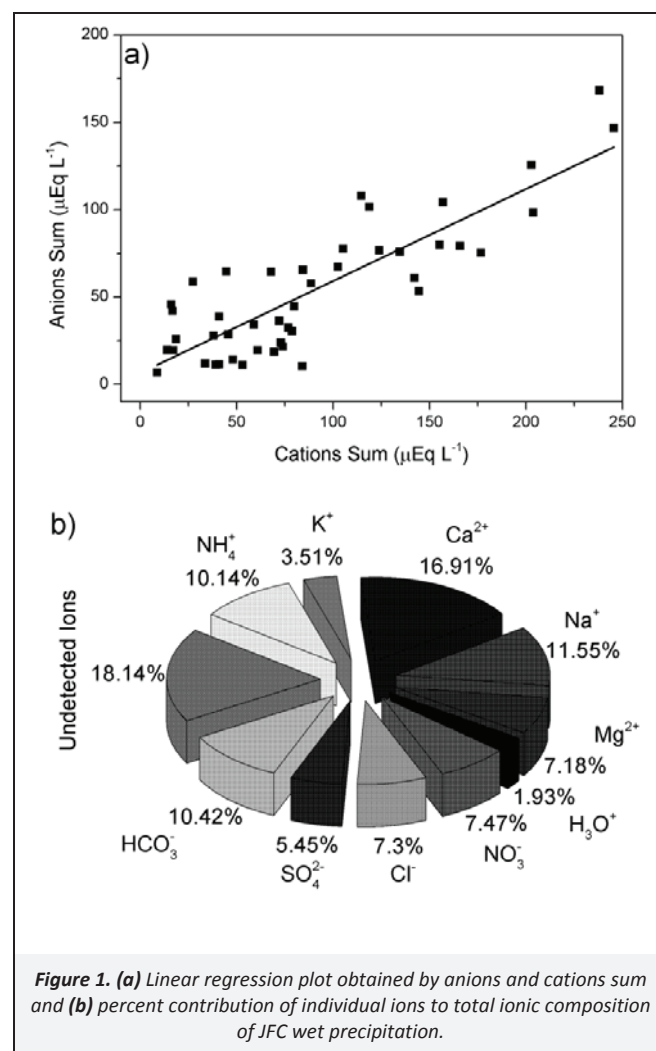 200
a)
150
100
50
0
Anions Sum (µEq L⁻¹)
0 50 100 150 200 250
Cations Sum (µEq L⁻¹)
b)
K⁺
3.51%
Ca²⁺
16.91%
NH₄⁺
10.14%
Na⁺
11.55%
Undetected Ions
18.14%
Mg²⁺
7.18%
1.93%
H₃O⁺
10.42%
HCO₃⁻
5.45%
SO₄²⁻
7.3%
Cl⁻
7.47%
NO₃⁻
Figure 1. (a) Linear regression plot obtained by anions and cations sum
and (b) percent contribution of individual ions to total ionic composition
of JFC wet precipitation.